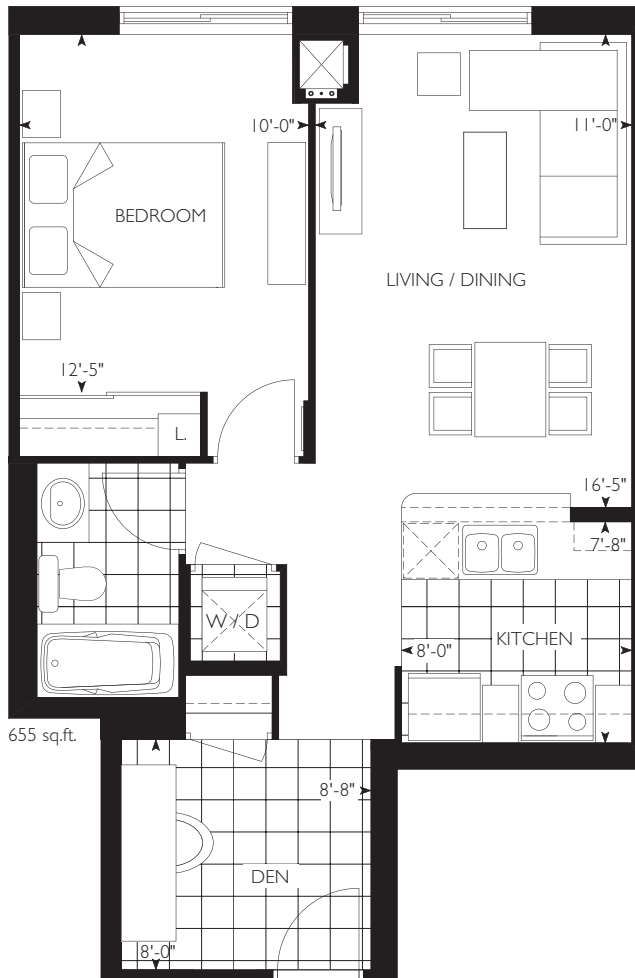 10'-0"
11'-0"
BEDROOM
LIVING / DINING
12'-5"
L.
16'-5"
7'-8"
W / D
KITCHEN
8'-0"
655 sq.ft.
8'-8"
DEN
8'-0"